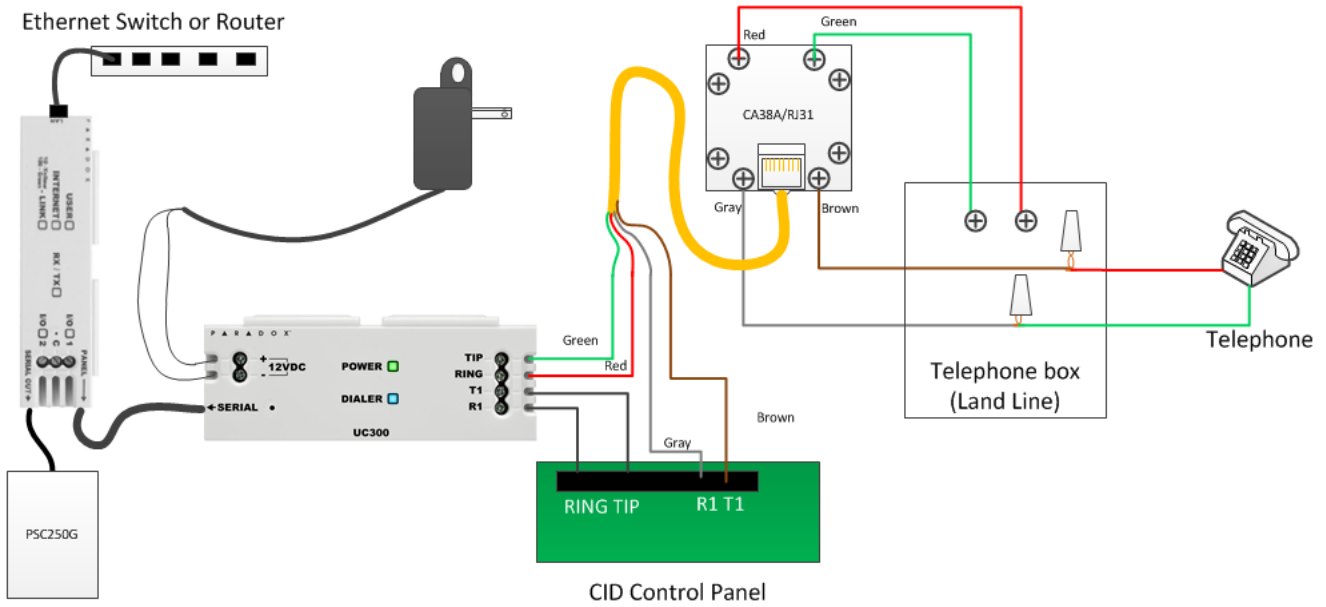 Ethernet Switch or Router
LAN
PARADOX
USER
INTERNET
LINK
RX / TX
I/O 1
- C
I/O 2
PANEL
SERIAL OUT
PSC250G
PARADOX
+
12VDC
-
SERIAL
POWER
DIALER
UC300
TIP
RING
T1
R1
Green
Red
Gray
Brown
RING TIP
R1 T1
CID Control Panel
Red
Green
CA38A/RJ31
Gray
Brown
Telephone box
(Land Line)
Telephone